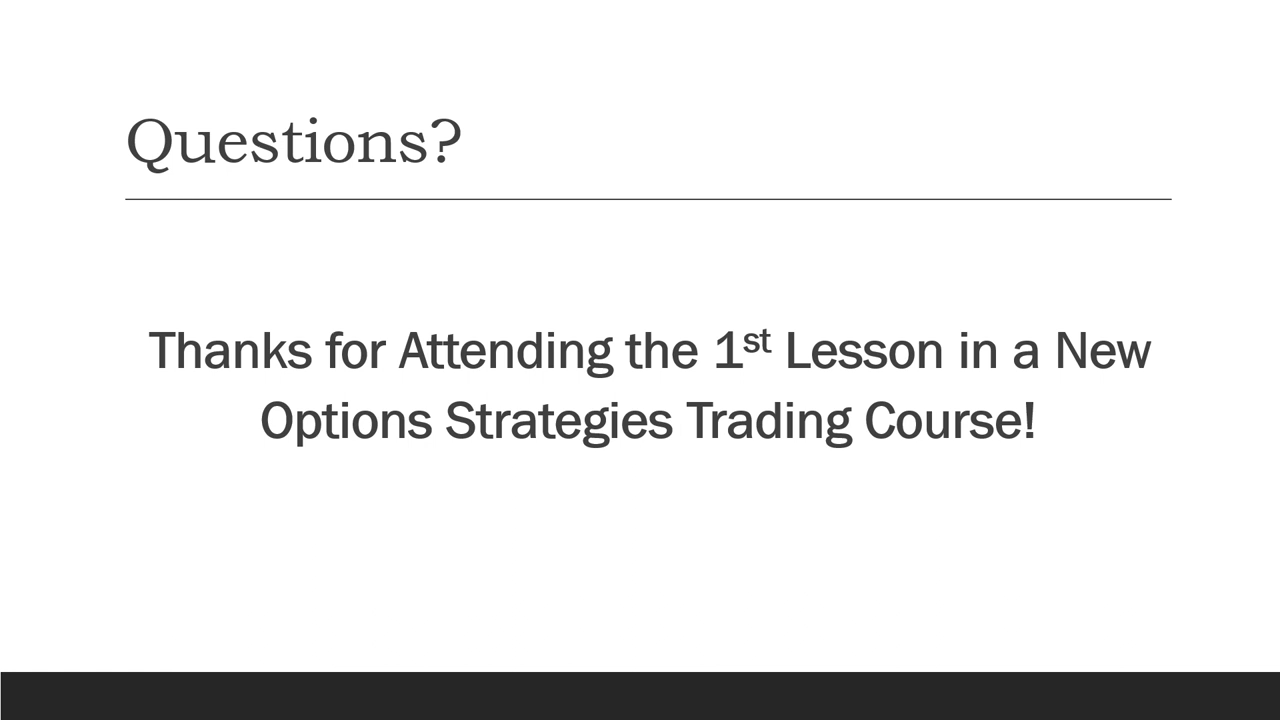 Questions?
Thanks for Attending the 1st Lesson in a New
Options Strategies Trading Course!